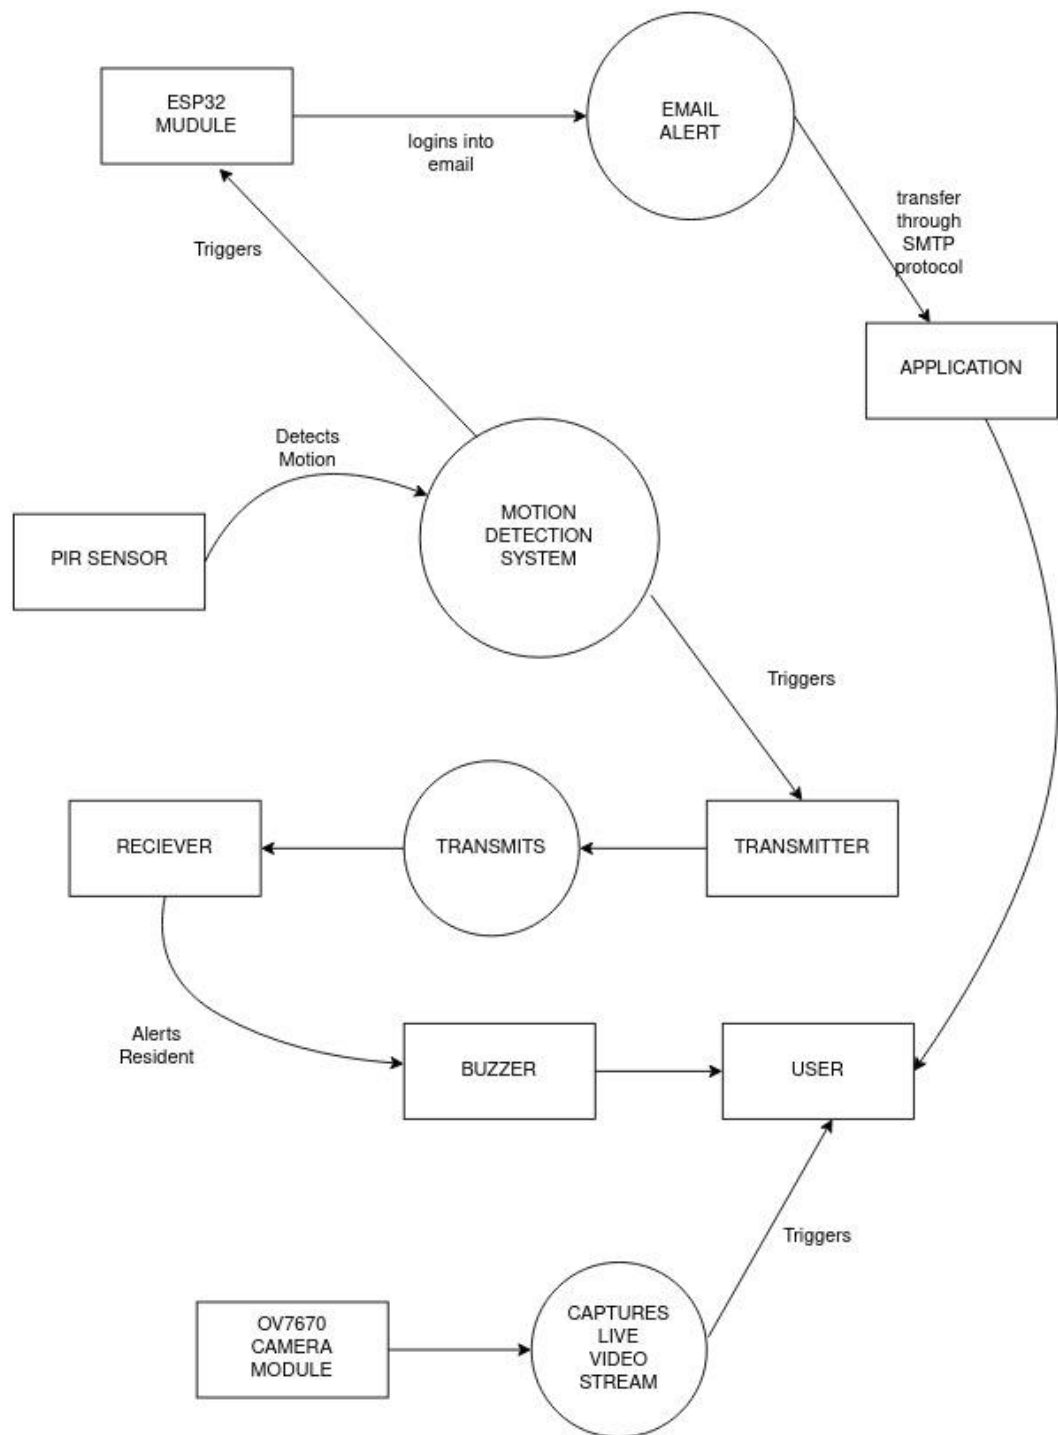 ESP32
MUDULE
logins into
email
EMAIL
ALERT
transfer
through
SMTP
protocol
Triggers
APPLICATION
Detects
Motion
MOTION
DETECTION
SYSTEM
PIR SENSOR
Triggers
RECIEVER
TRANSMITS
TRANSMITTER
Alerts
Resident
BUZZER
USER
Triggers
OV7670
CAMERA
MODULE
CAPTURES
LIVE
VIDEO
STREAM